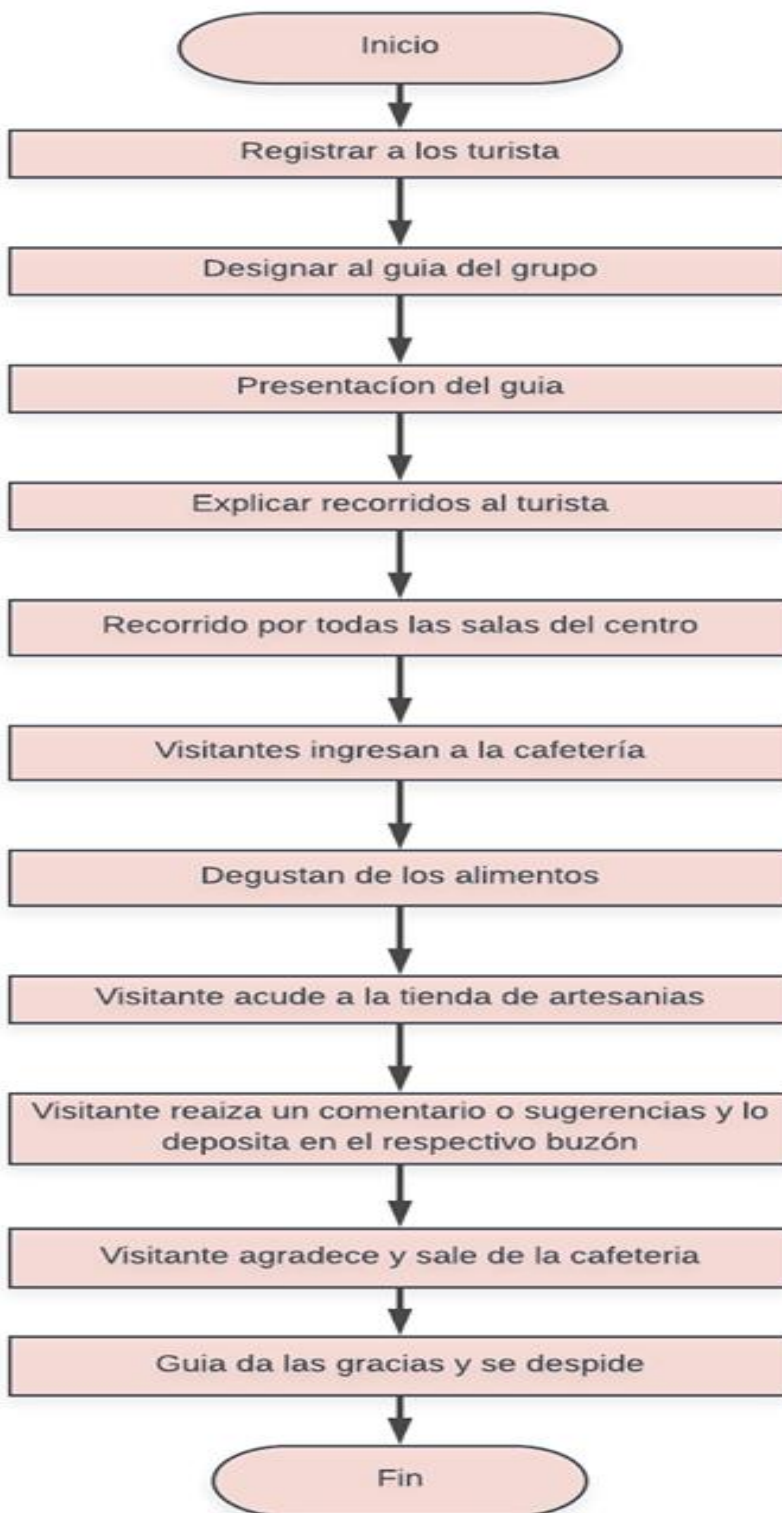 Inicio
Registrar a los turista
Designar al guia del grupo
Presentacíon del guia
Explicar recorridos al turista
Recorrido por todas las salas del centro
Visitantes ingresan a la cafetería
Degustan de los alimentos
Visitante acude a la tienda de artesanias
Visitante reaiza un comentario o sugerencias y lo
deposita en el respectivo buzón
Visitante agradece y sale de la cafeteria
Guia da las gracias y se despide
Fin